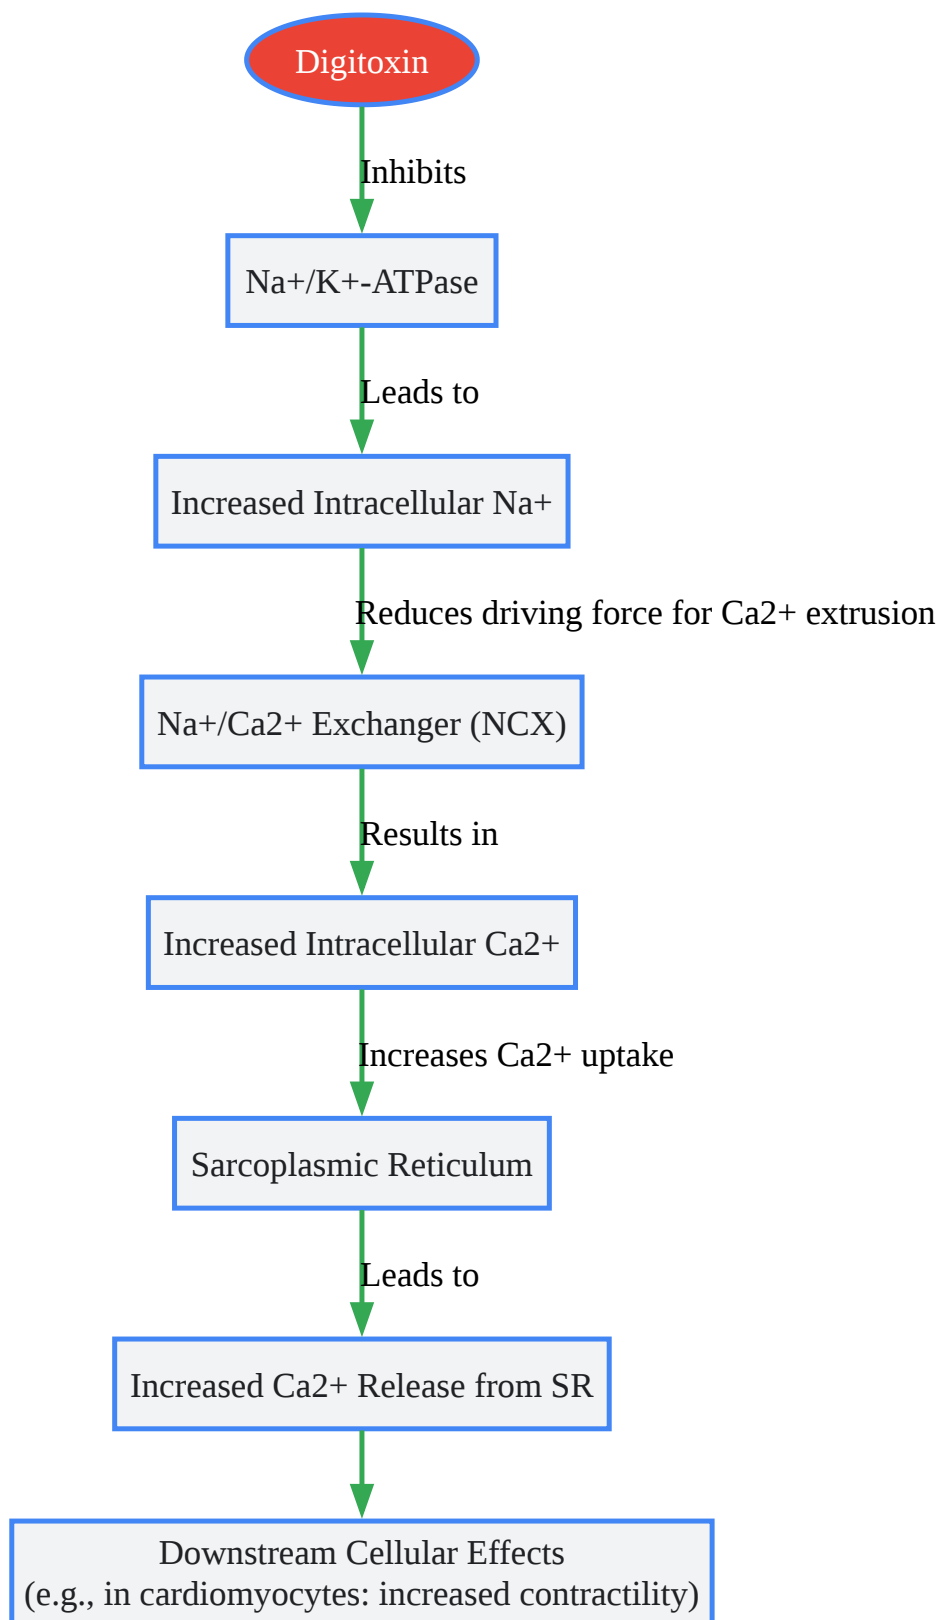 Digitoxin
Inhibits
Na+/K+-ATPase
Leads to
Increased Intracellular Na+
Reduces driving force for Ca2+ extrusion
Na+/Ca2+ Exchanger (NCX)
Results in
Increased Intracellular Ca2+
Increases Ca2+ uptake
Sarcoplasmic Reticulum
Leads to
Increased Ca2+ Release from SR
Downstream Cellular Effects
(e.g., in cardiomyocytes: increased contractility)